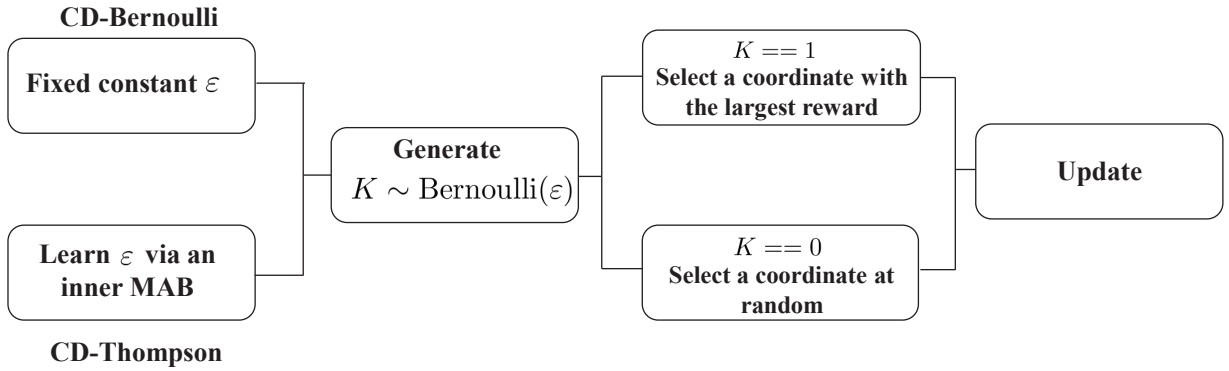 CD-Bernoulli
Fixed constant ε
Learn ε via an
inner MAB
CD-Thompson
Generate
K ∼ Bernoulli(ε)
K == 1
Select a coordinate with
the largest reward
K == 0
Select a coordinate at
random
Update